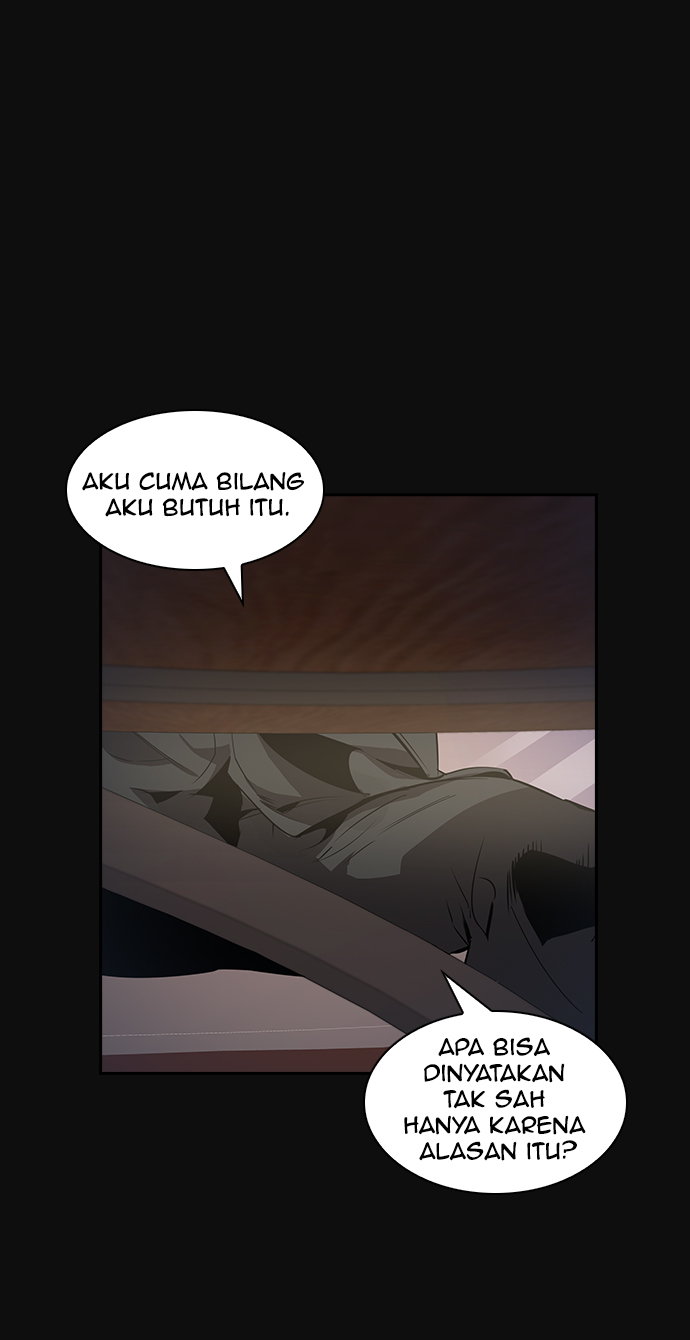 AKU CUMA BILANG
AKU BUTUH ITU.
APA BISA
DINYATAKAN
TAK SAH
HANYA KARENA
ALASAN ITU?